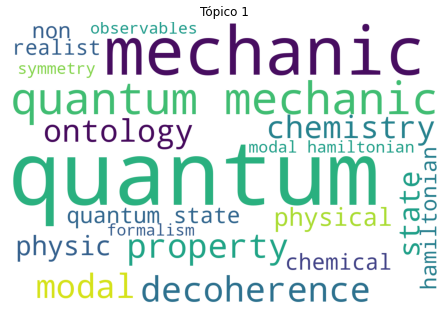 Tópico 1
non
observables
realist
mechanic
symmetry
quantum mechanic
ontology
chemistry
modal hamiltonian
quantum
quantum state
physical
formalism
state
hamiltonian
physic
property
chemical
modal
decoherence